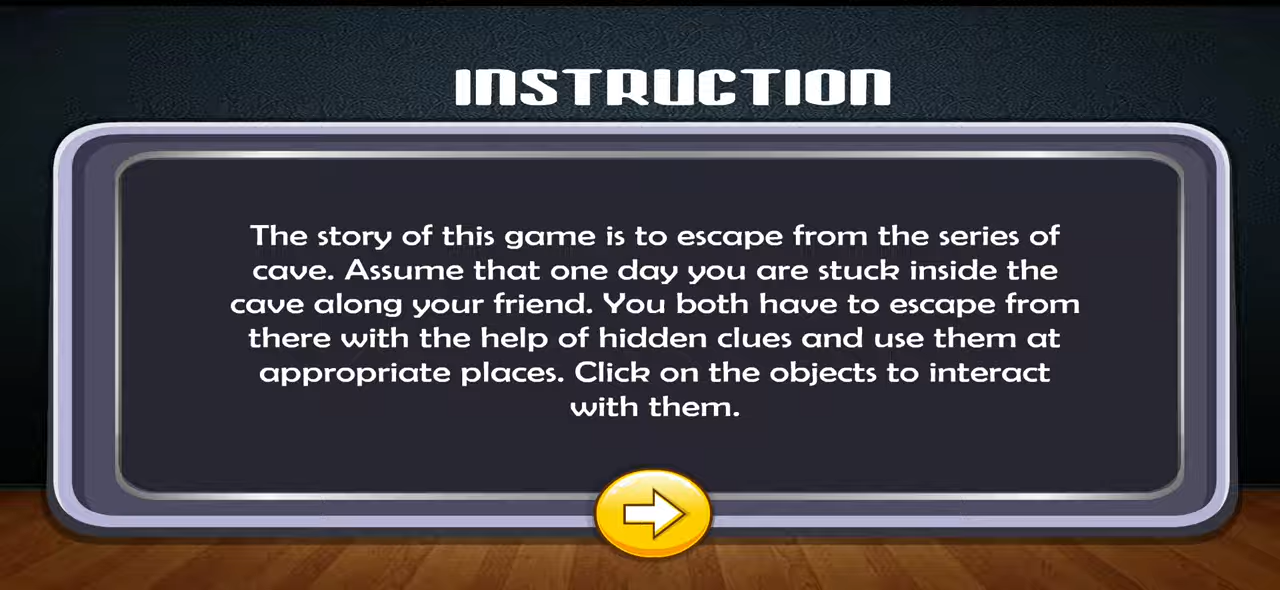 INSTRUCTION
The story of this game is to escape from the series of
cave. Assume that one day you are stuck inside the
cave along your friend. You both have to escape from
there with the help of hidden clues and use them at
appropriate places. Click on the objects to interact
with them.